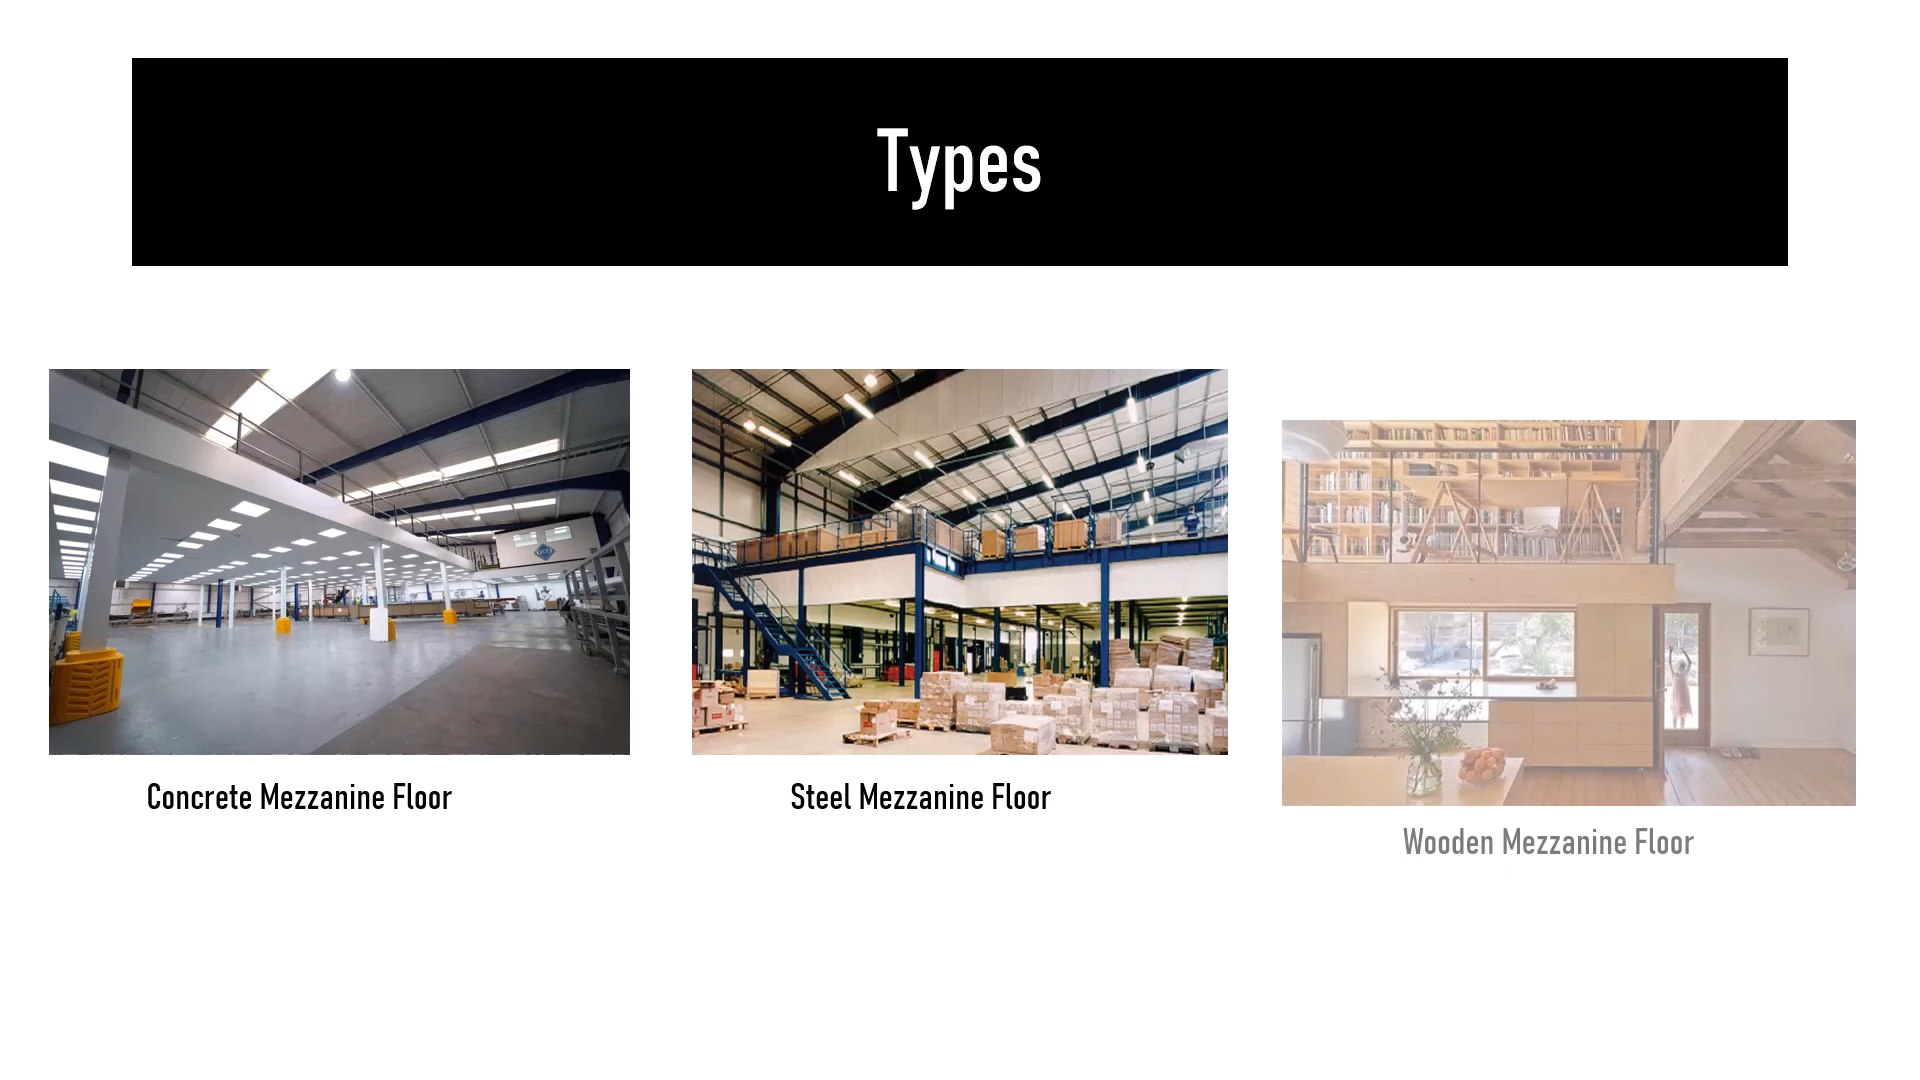 Types
Concrete Mezzanine Floor
Steel Mezzanine Floor
Wooden Mezzanine Floor